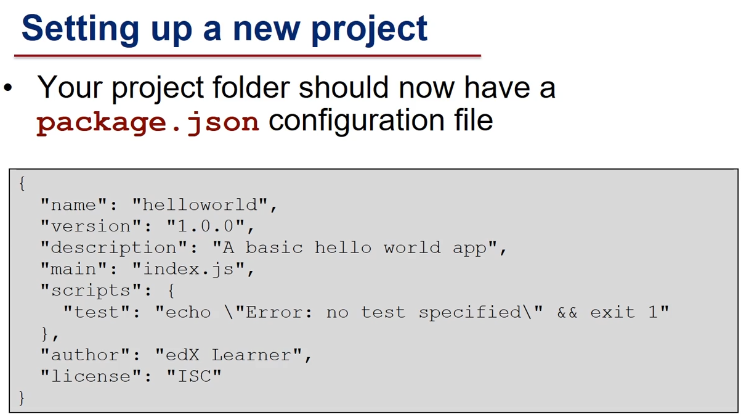 Setting up a new project
• Your project folder should now have a
package.json configuration file
{
  "name": "helloworld",
  "version": "1.0.0",
  "description": "A basic hello world app",
  "main": "index.js",
  "scripts": {
    "test": "echo \"Error: no test specified\" && exit 1"
  },
  "author": "edX Learner",
  "license": "ISC"
}